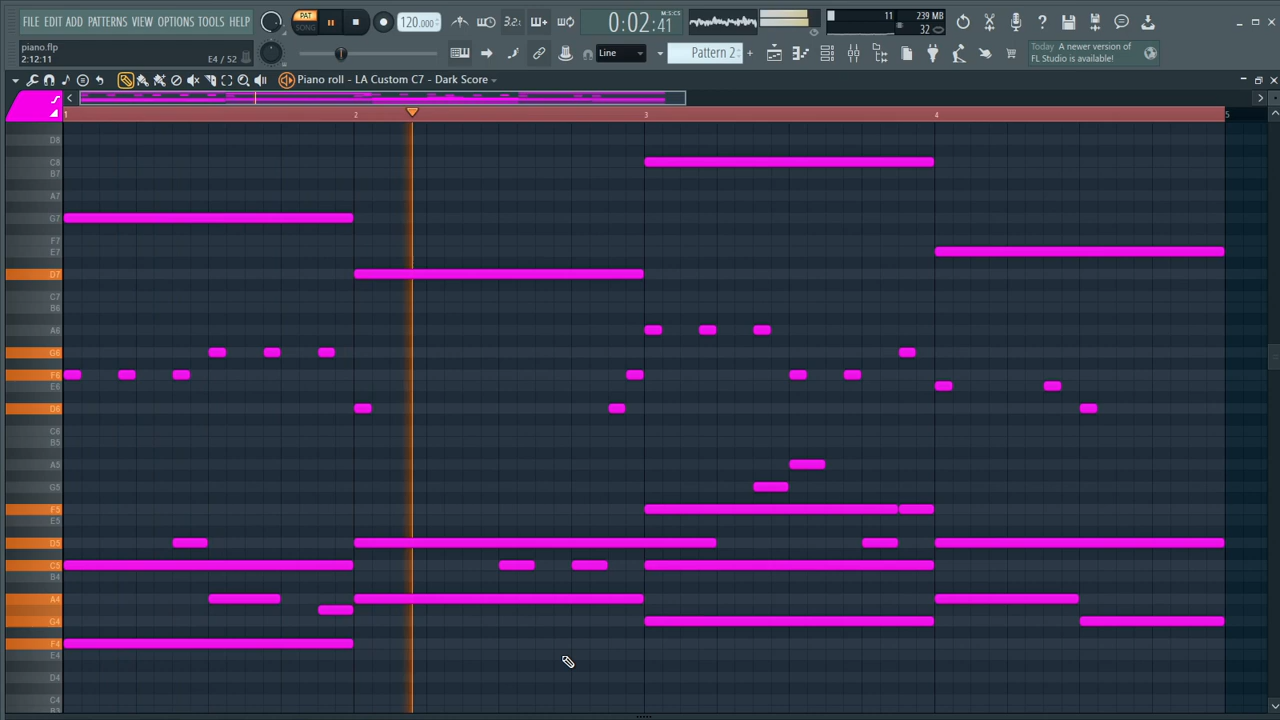 FILE EDIT ADD PATTERNS VIEW OPTIONS TOOLS HELP
PAT
SONG
120.000
3 2
0:02:41
M:S:CS
11
239 MB
32
piano.flp
2:12:11
E4 / 52
Line
Pattern 2
Today A newer version of
FL Studio is available!
Piano roll - LA Custom C7 - Dark Score
1
2
3
4
5
D8
C8
B7
A7
G7
F7
E7
D7
C7
B6
A6
G6
F6
E6
D6
C6
B5
A5
G5
F5
E5
D5
C5
B4
A4
G4
F4
E4
D4
C4
B3